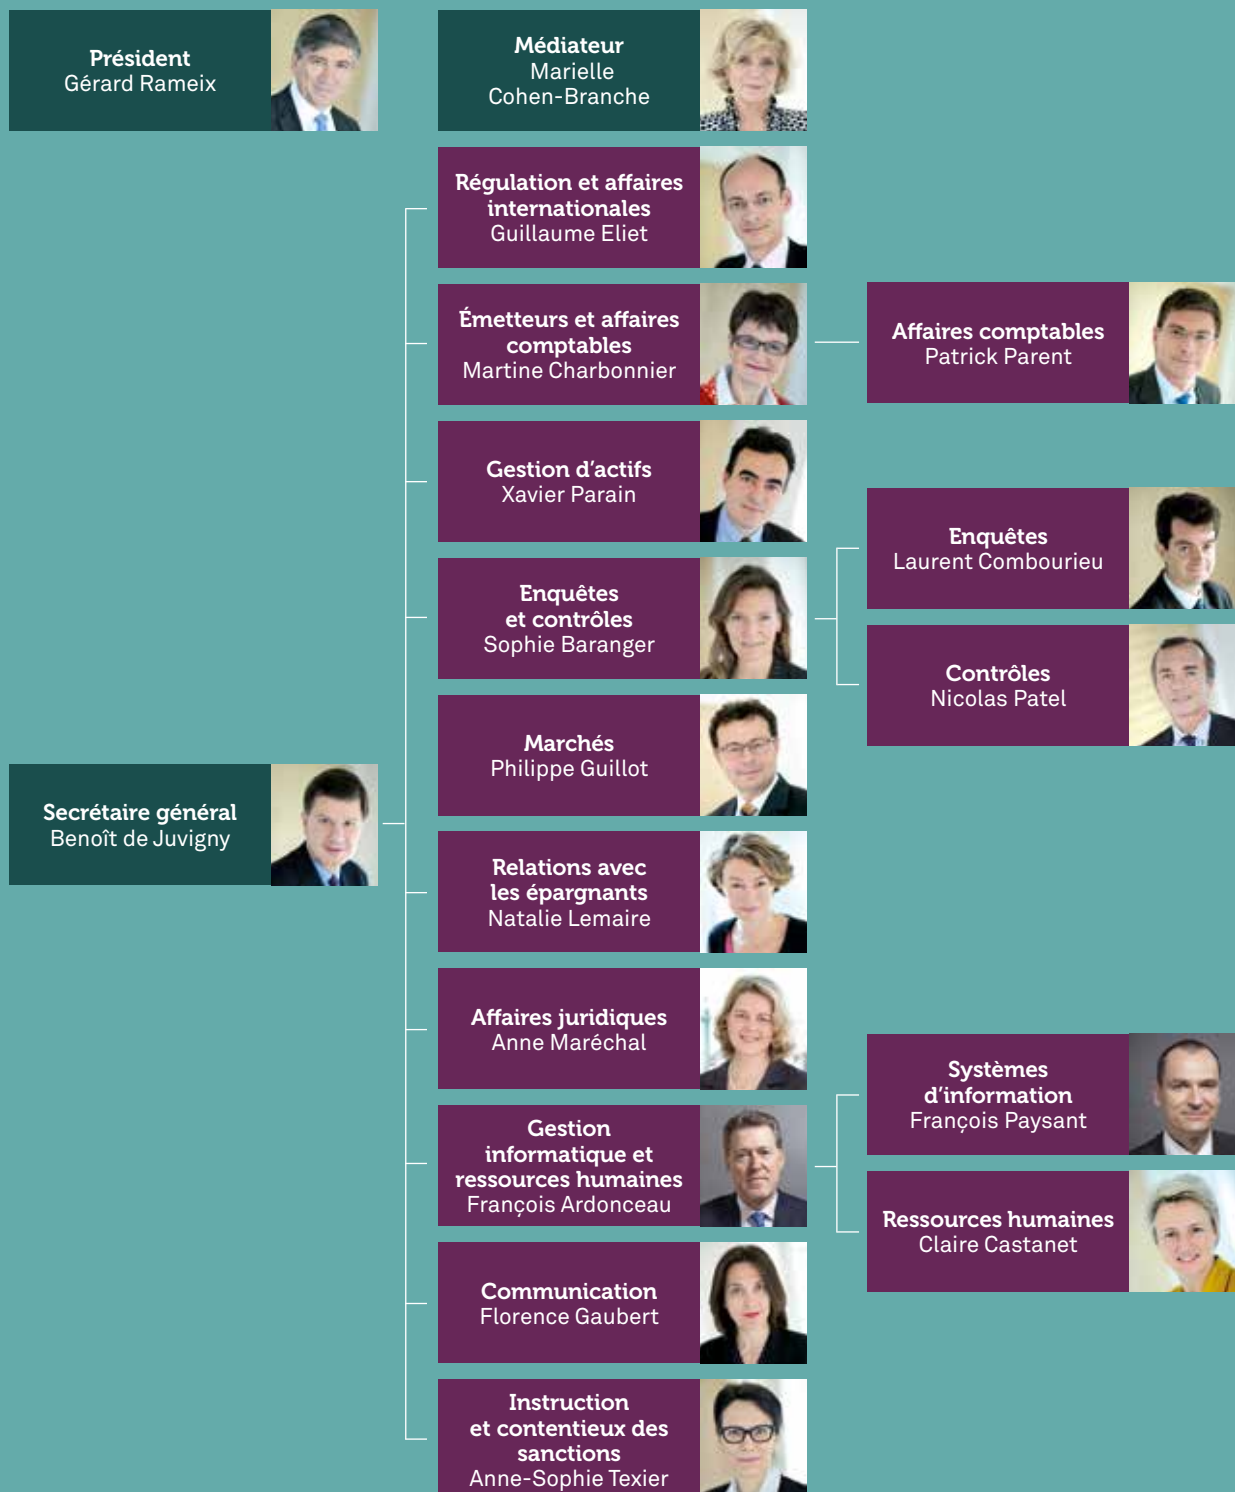 Président
Gérard Rameix
Médiateur
Marielle
Cohen-Branche
Régulation et affaires
internationales
Guillaume Eliet
Émetteurs et affaires
comptables
Martine Charbonnier
Affaires comptables
Patrick Parent
Gestion d'actifs
Xavier Parain
Enquêtes
et contrôles
Sophie Baranger
Enquêtes
Laurent Combourieu
Contrôles
Nicolas Patel
Marchés
Philippe Guillot
Secrétaire général
Benoît de Juvigny
Relations avec
les épargnants
Natalie Lemaire
Affaires juridiques
Anne Maréchal
Gestion
informatique et
ressources humaines
François Ardonceau
Systèmes
d'information
François Paysant
Ressources humaines
Claire Castanet
Communication
Florence Gaubert
Instruction
et contentieux des
sanctions
Anne-Sophie Texier